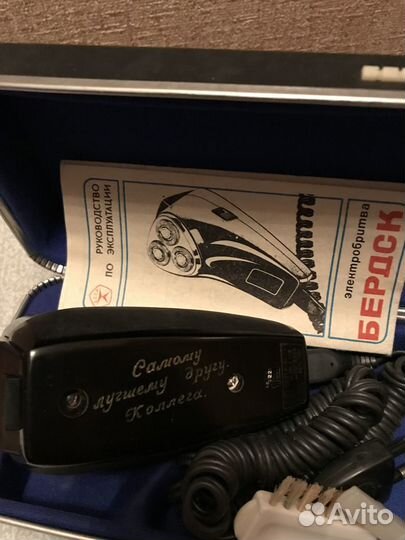 РУКОВОДСТВО
ПО ЭКСПЛУАТАЦИИ
электробритва
БЕРДСК
Самому
лучшему другу.
Коллега.
Avito